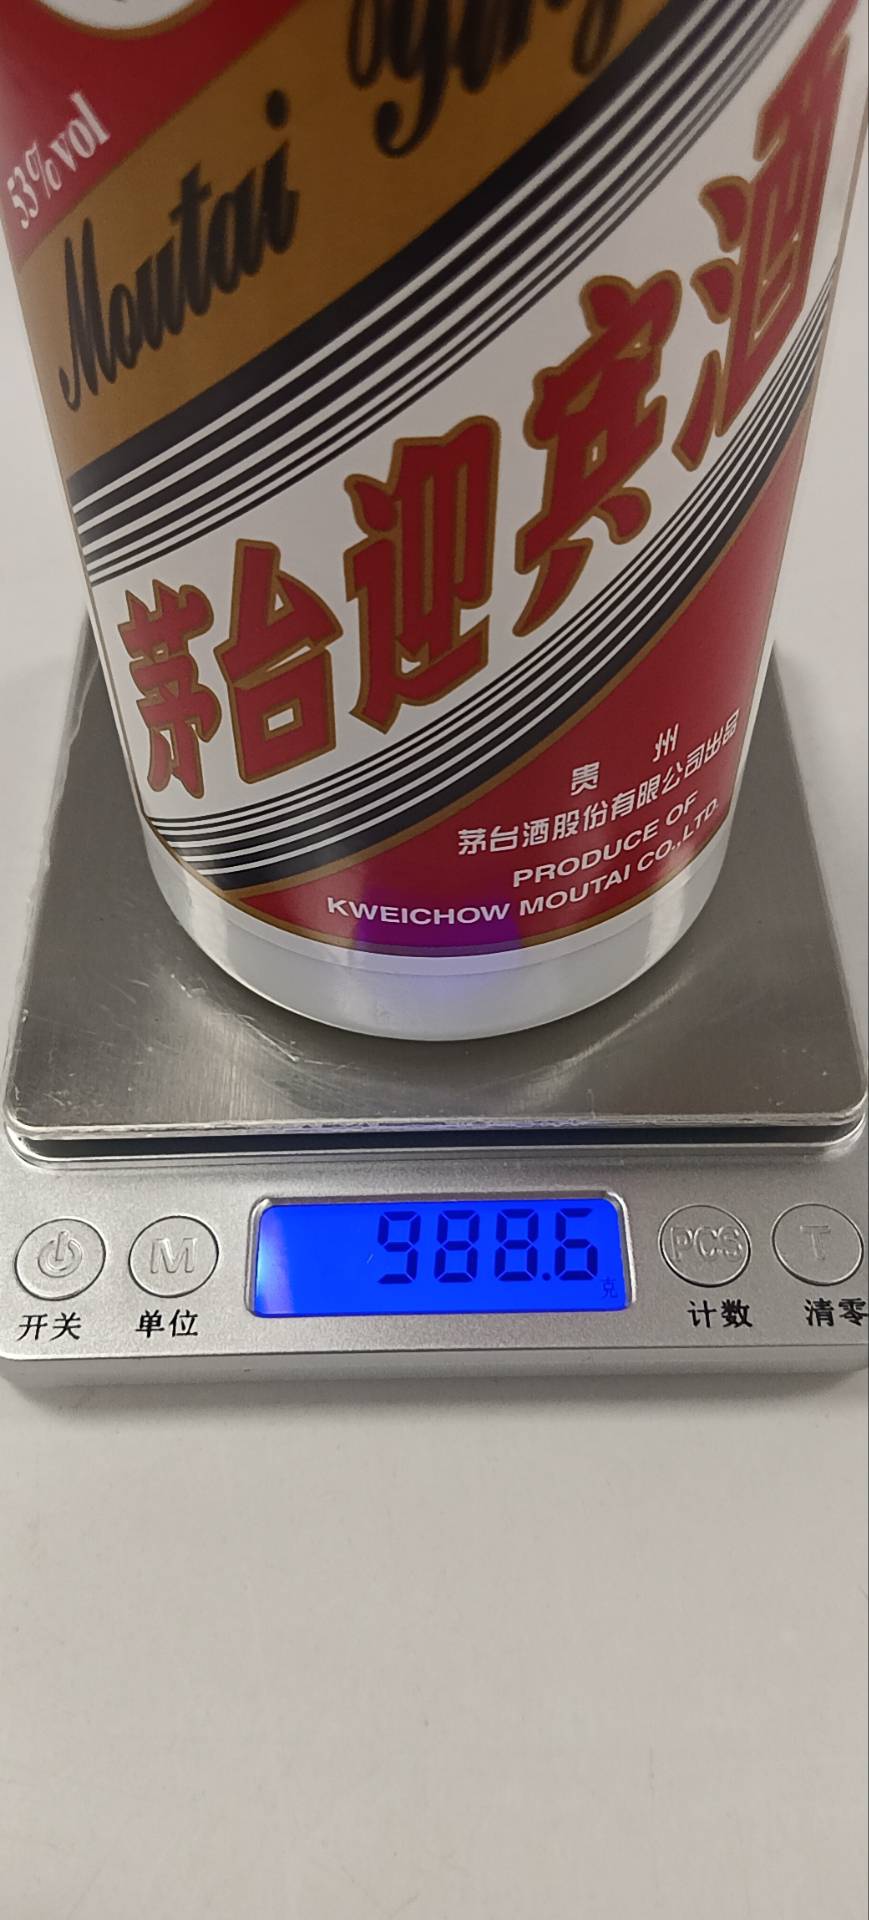 53%vol
Moutai Ying
茅台迎宾酒
贵州
茅台酒股份有限公司出品
PRODUCE OF
KWEICHOW MOUTAI CO.,LTD.
988.6
克
M
PCS
T
开关
单位
计数
清零